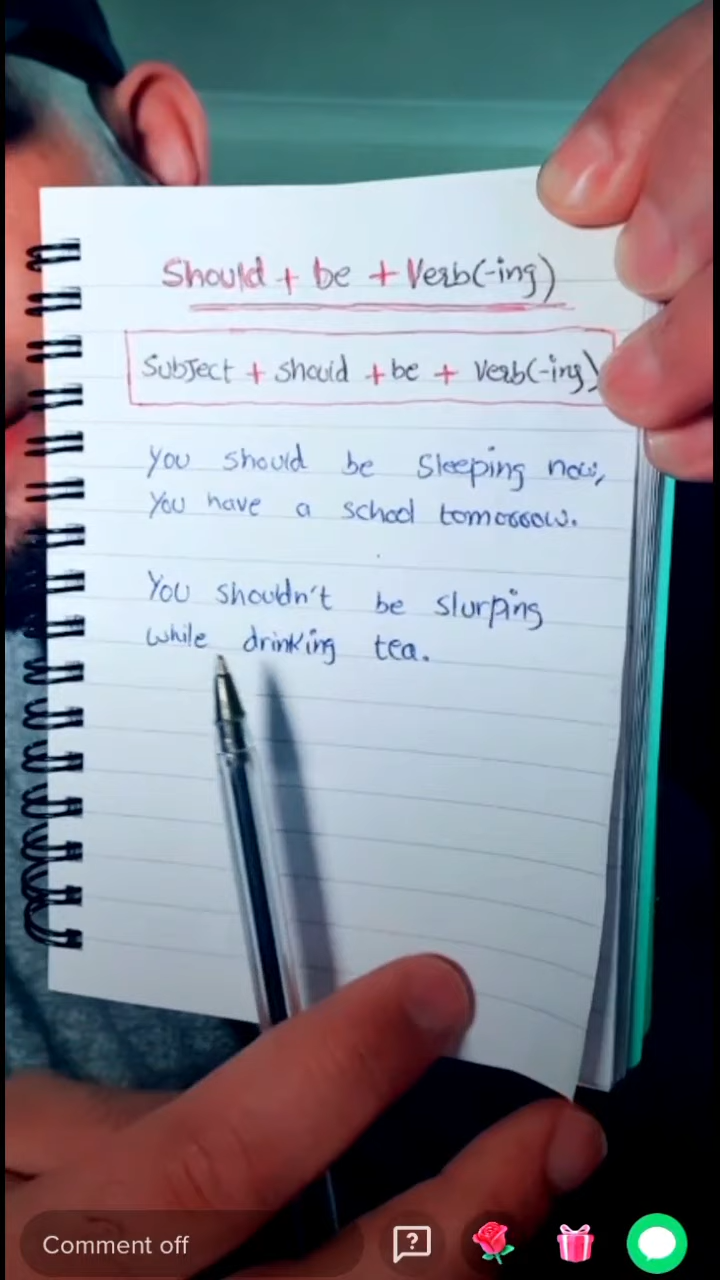 Should + be + Verb(-ing)
Subject + should + be + Verb(-ing)
You should be Sleeping now,
You have a school tomorrow.
You shouldn't be slurping
while drinking tea.
Comment off